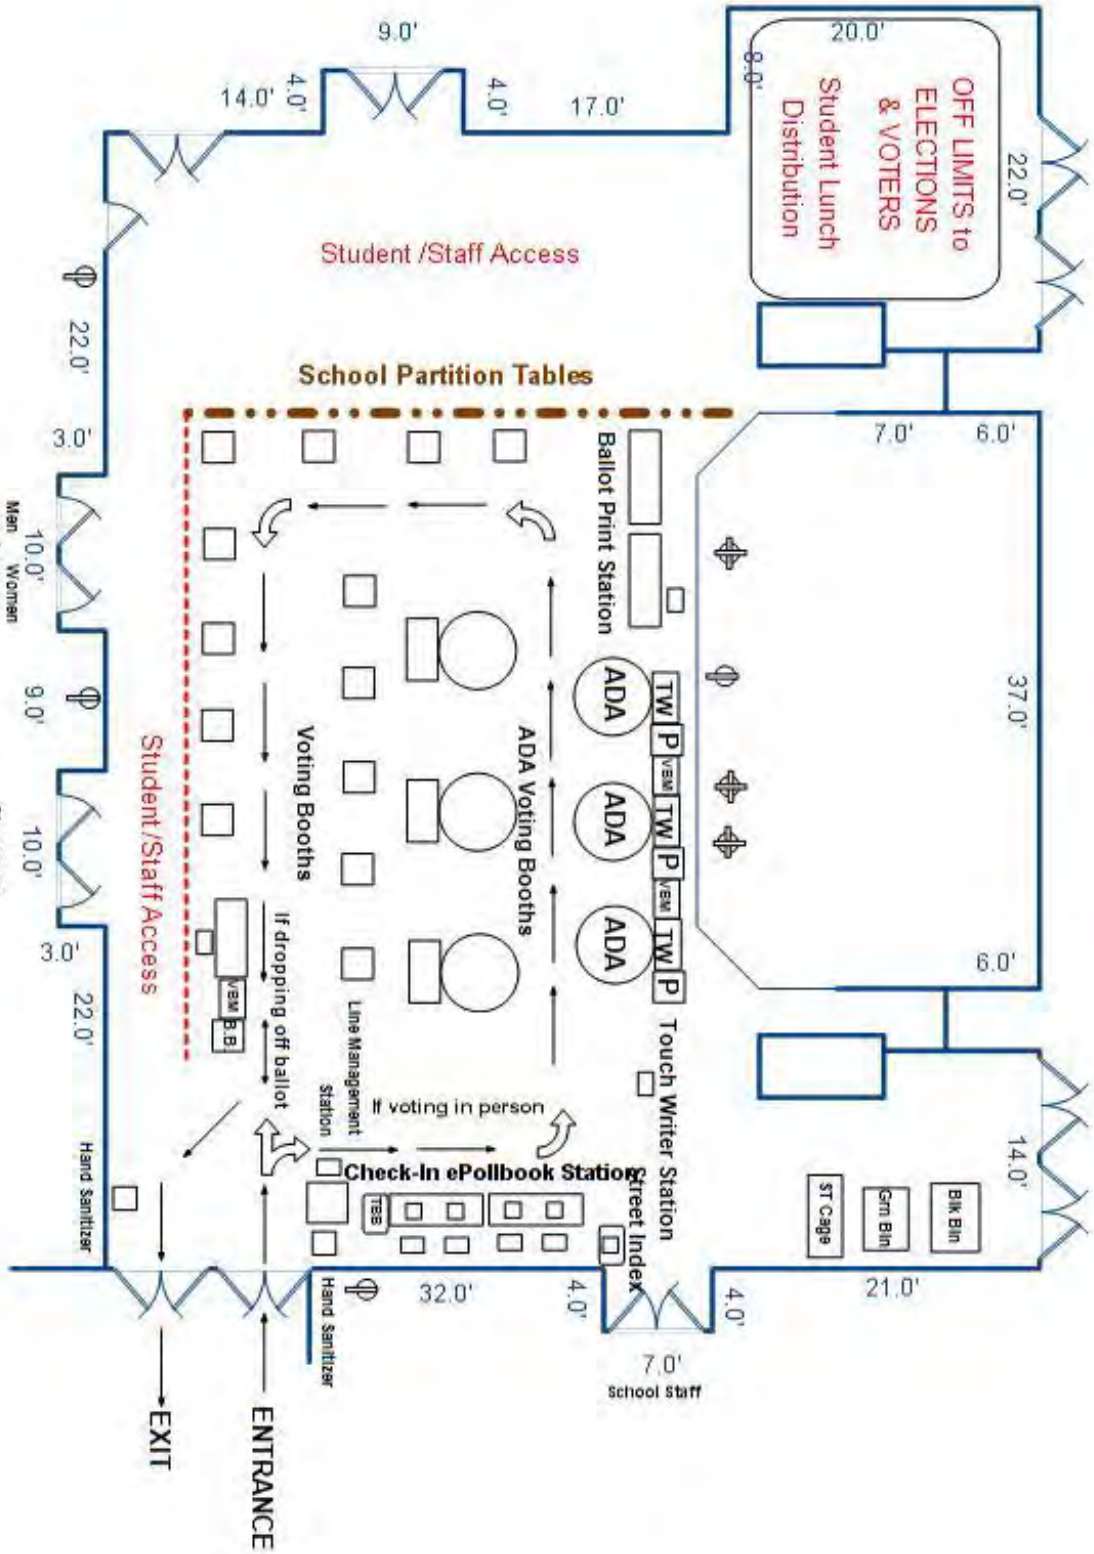 9.0'
20.0'
14.0'
4.0'
4.0'
17.0'
8.0'
OFF LIMITS to
ELECTIONS
& VOTERS
Student Lunch
Distribution
22.0'
Student /Staff Access
22.0'
School Partition Tables
3.0'
7.0'
6.0'
Ballot Print Station
Men
Women
10.0'
9.0'
10.0'
3.0'
22.0'
37.0'
6.0'
ADA
ADA
ADA
TW
P
VBM
TW
P
VBM
TW
P
ADA Voting Booths
Voting Booths
Student /Staff Access
VBM
B.B.
If dropping off ballot
Line Management
Station
If voting in person
Touch Writer Station
Check-In ePollbook Station
Street Index
TBB
ST Cage
Grn Bin
Blk Bin
14.0'
Hand Sanitizer
Hand Sanitizer
32.0'
4.0'
4.0'
21.0'
7.0'
School Staff
EXIT
ENTRANCE